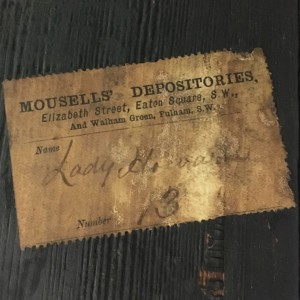 MOUSELLS' DEPOSITORIES,
Elizabeth Street, Eaton Square, S.W.,
And Walham Green, Fulham, S.W.
Name
Lady
Number 13